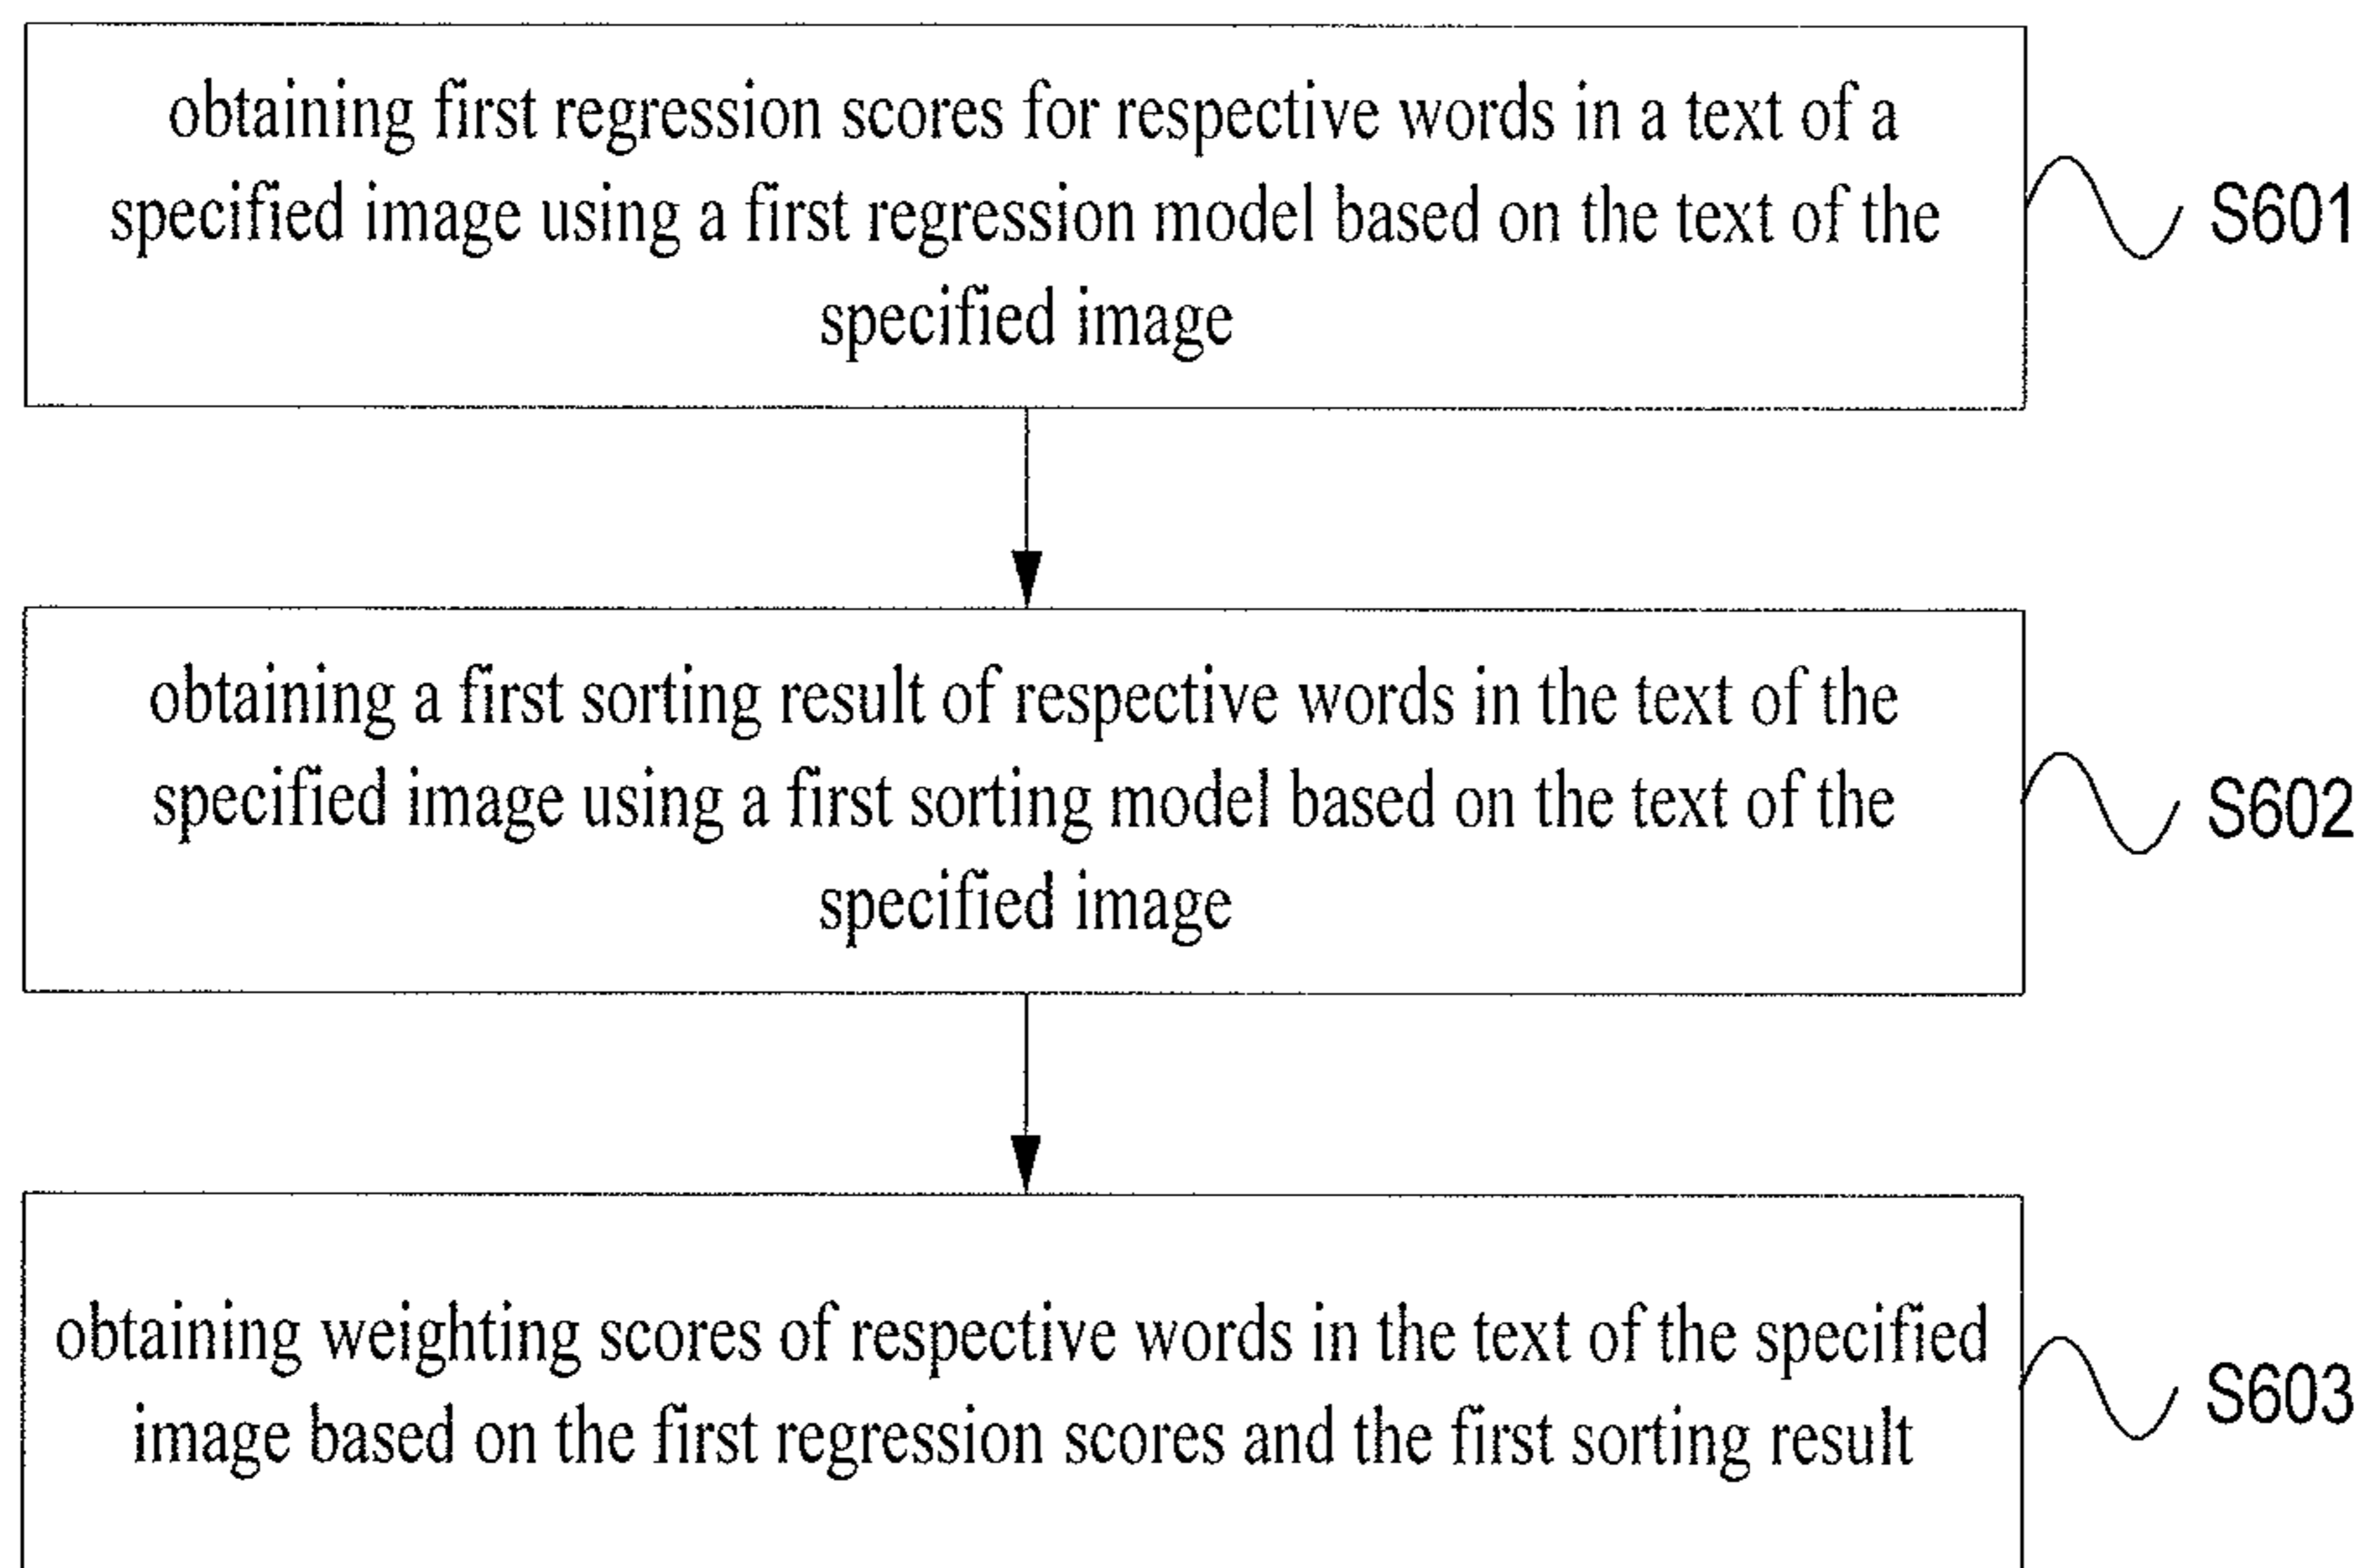 obtaining first regression scores for respective words in a text of a
specified image using a first regression model based on the text of the
specified image
S601
obtaining a first sorting result of respective words in the text of the
specified image using a first sorting model based on the text of the
specified image
S602
obtaining weighting scores of respective words in the text of the specified
image based on the first regression scores and the first sorting result
S603